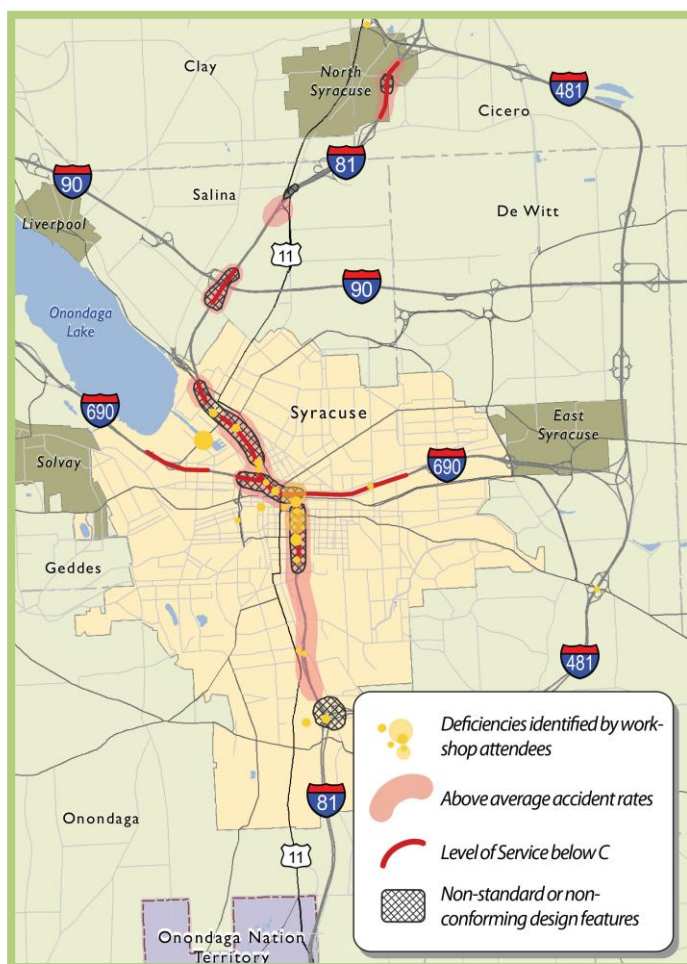 Clay
North
Syracuse
481
Cicero
81
90
Salina
Liverpool
De Witt
11
90
Onondaga
Lake
690
Syracuse
East
Syracuse
Solvay
690
Geddes
481
81
Onondaga
11
Onondaga Nation
Territory
Deficiencies identified by work-
shop attendees
Above average accident rates
Level of Service below C
Non-standard or non-
conforming design features